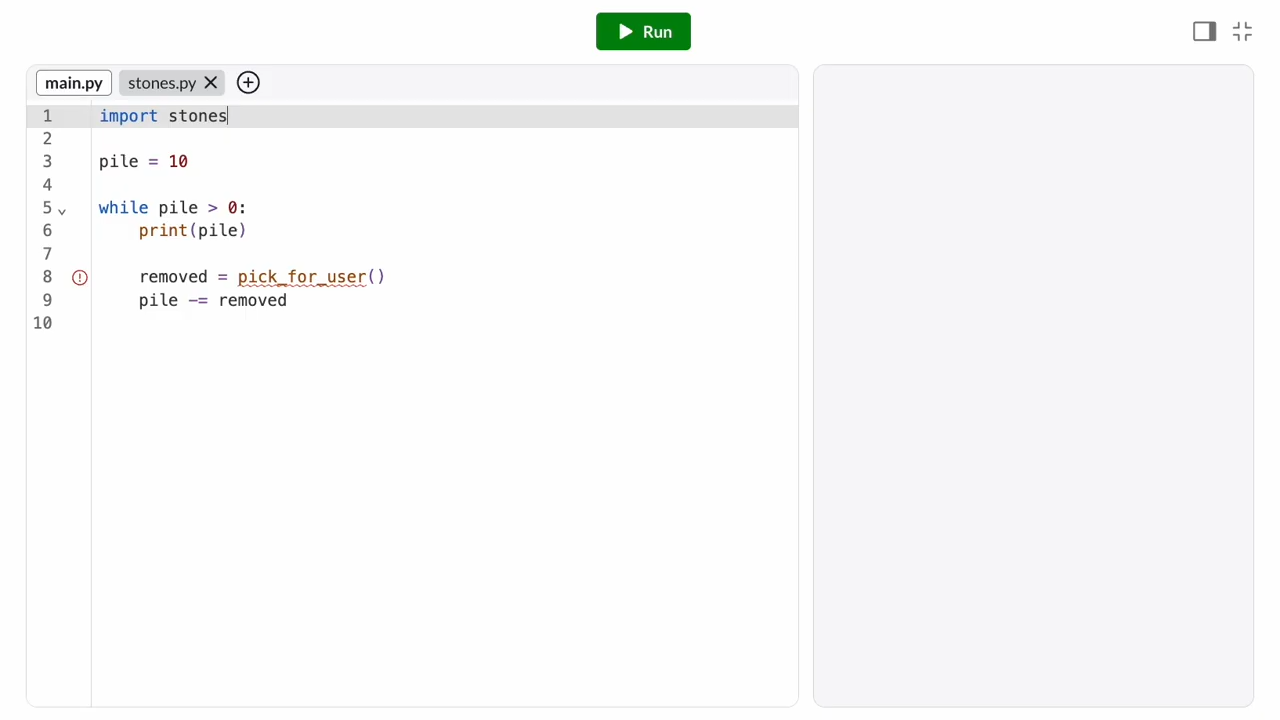 Run
main.py stones.py
1 import stones
2
3 pile = 10
4
5 while pile > 0:
6     print(pile)
7
8     removed = pick_for_user()
9     pile -= removed
10